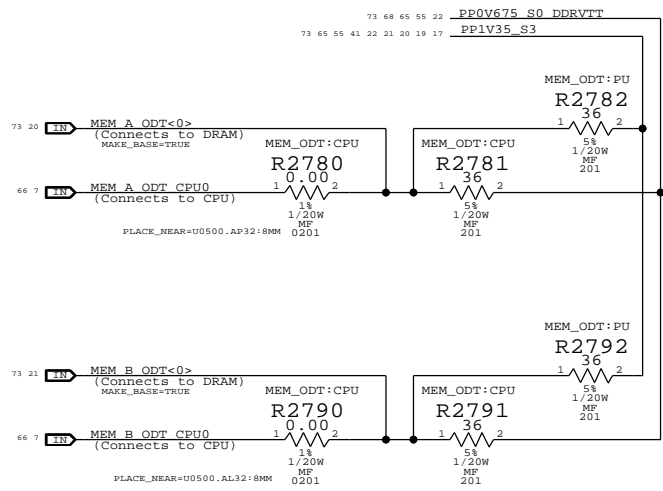 73 68 65 55 22 PP0V675_S0_DDRVTT
73 65 55 41 22 21 20 19 17 PP1V35_S3
MEM_ODT:PU
R2782
36
1 2
5%
1/20W
MF
201
73 20 IN MEM_A_ODT<0>
(Connects to DRAM)
MAKE_BASE=TRUE
MEM_ODT:CPU
R2780
0.00
1 2
1%
1/20W
MF
0201
MEM_ODT:CPU
R2781
36
1 2
5%
1/20W
MF
201
66 7 IN MEM_A_ODT_CPU0
(Connects to CPU)
PLACE_NEAR=U0500.AP32:8MM
MEM_ODT:PU
R2792
36
1 2
5%
1/20W
MF
201
73 21 IN MEM_B_ODT<0>
(Connects to DRAM)
MAKE_BASE=TRUE
MEM_ODT:CPU
R2790
0.00
1 2
1%
1/20W
MF
0201
MEM_ODT:CPU
R2791
36
1 2
5%
1/20W
MF
201
66 7 IN MEM_B_ODT_CPU0
(Connects to CPU)
PLACE_NEAR=U0500.AL32:8MM